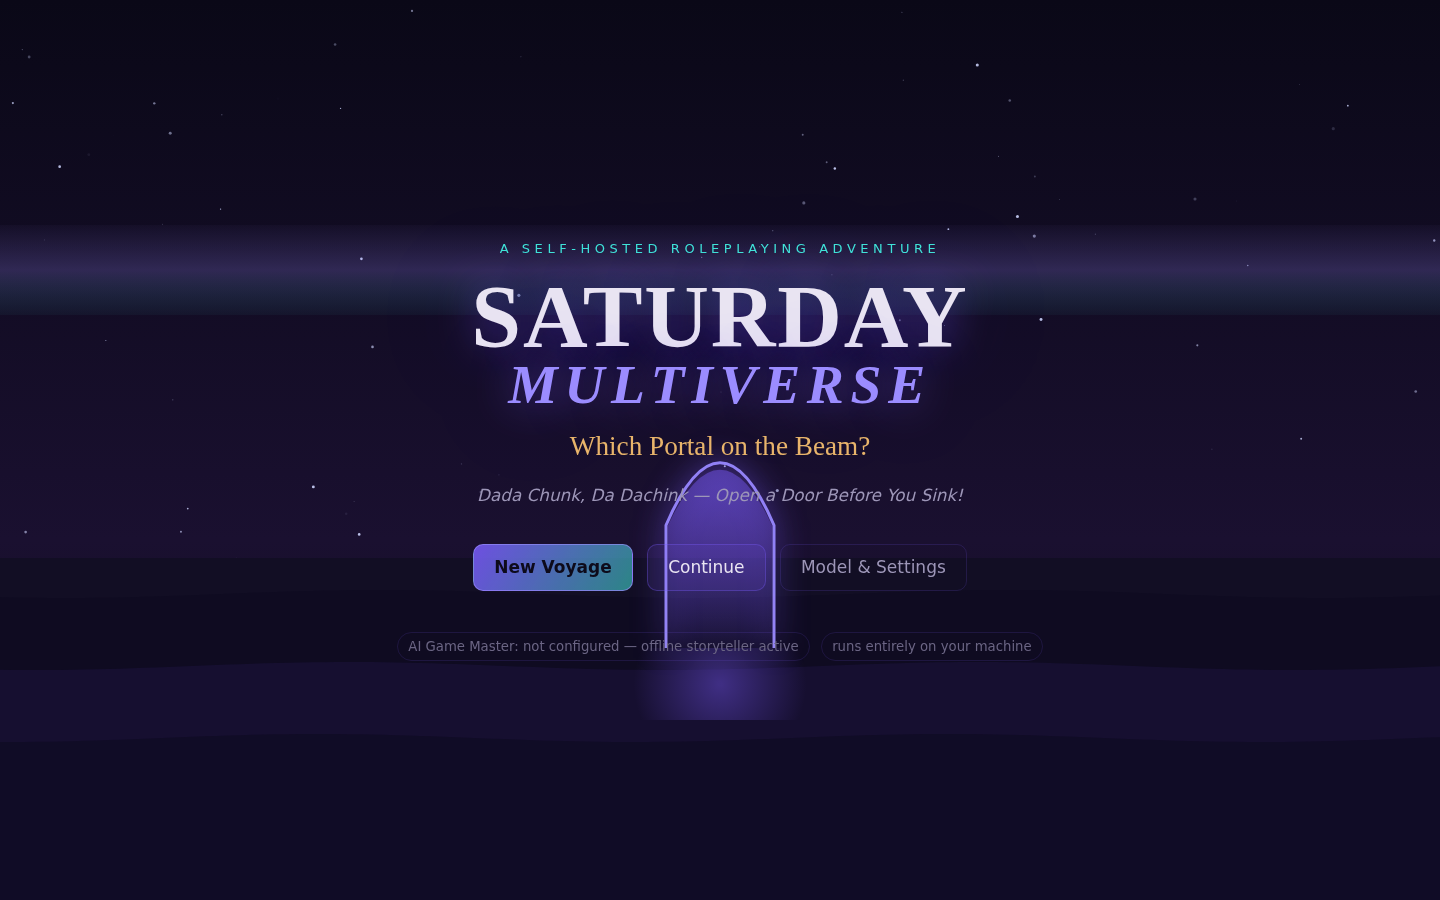 A SELF-HOSTED ROLEPLAYING ADVENTURE
SATURDAY
MULTIVERSE
Which Portal on the Beam?
Dada Chunk, Da Dachink — Open a Door Before You Sink!
New Voyage Continue Model & Settings
AI Game Master: not configured — offline storyteller active runs entirely on your machine